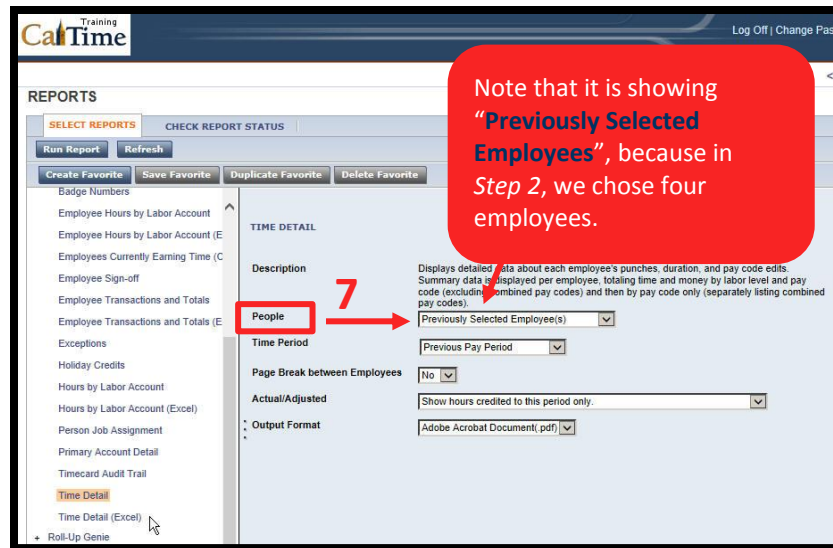 Training
CalTime
Log Off | Change Pas
<
REPORTS
SELECT REPORTS
CHECK REPORT STATUS
Run Report
Refresh
Create Favorite
Save Favorite
Duplicate Favorite
Delete Favorite
Badge Numbers
Employee Hours by Labor Account
Employee Hours by Labor Account (E
Employees Currently Earning Time (C
Employee Sign-off
Employee Transactions and Totals
Employee Transactions and Totals (E
Exceptions
Holiday Credits
Hours by Labor Account
Hours by Labor Account (Excel)
Person Job Assignment
Primary Account Detail
Timecard Audit Trail
Time Detail
Time Detail (Excel)
+ Roll-Up Genie
Note that it is showing
“Previously Selected
Employees”, because in
Step 2, we chose four
employees.
TIME DETAIL
Description
Displays detailed data about each employee's punches, duration, and pay code edits.
Summary data is displayed per employee, totaling time and money by labor level and pay
code (excluding combined pay codes) and then by pay code only (separately listing combined
pay codes).
7
People
Previously Selected Employee(s)
Time Period
Previous Pay Period
Page Break between Employees
No
Actual/Adjusted
Show hours credited to this period only.
Output Format
Adobe Acrobat Document(.pdf)